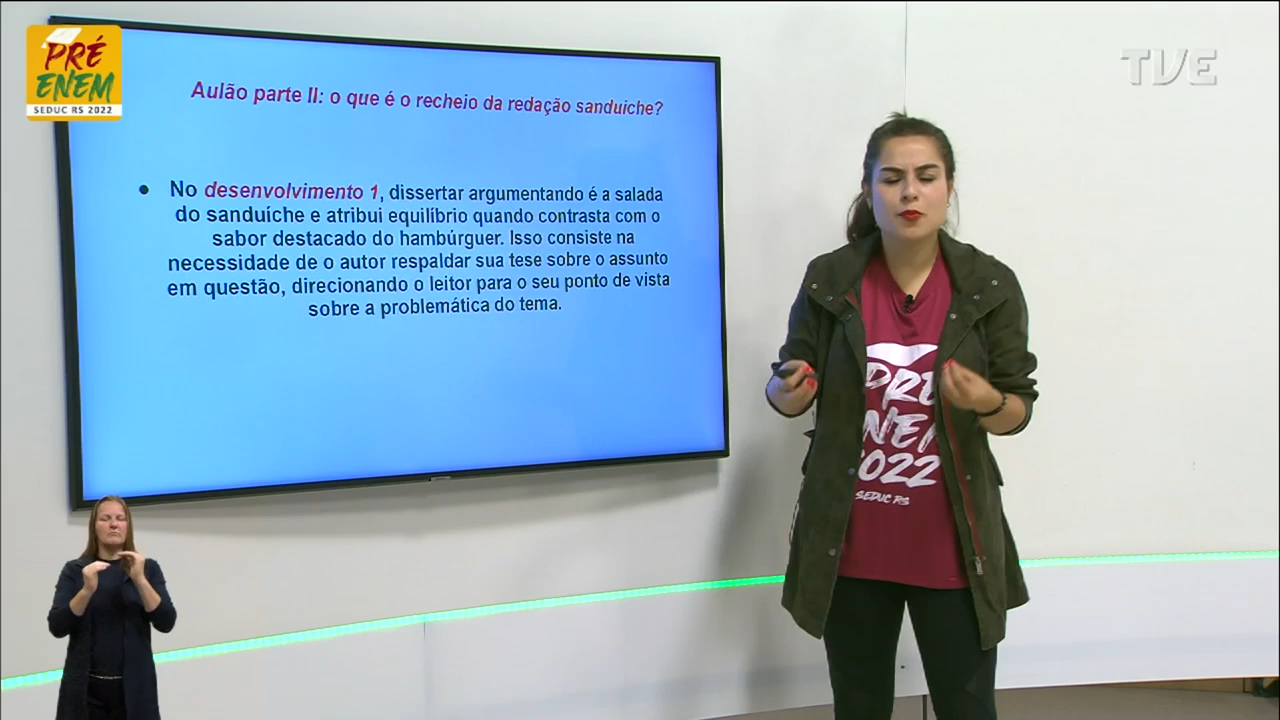 PRÉ
ENEM
SEDUC RS 2022
TVE
Aulão parte II: o que é o recheio da redação sanduíche?
• No desenvolvimento 1, dissertar argumentando é a salada
do sanduíche e atribui equilíbrio quando contrasta com o
sabor destacado do hambúrguer. Isso consiste na
necessidade de o autor respaldar sua tese sobre o assunto
em questão, direcionando o leitor para o seu ponto de vista
sobre a problemática do tema.
PRÉ
ENEM
2022
SEDUC RS